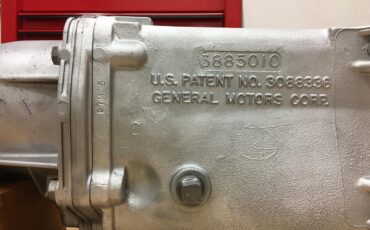 3885010
U.S. PATENT NO. 3088336
GENERAL MOTORS CORP.